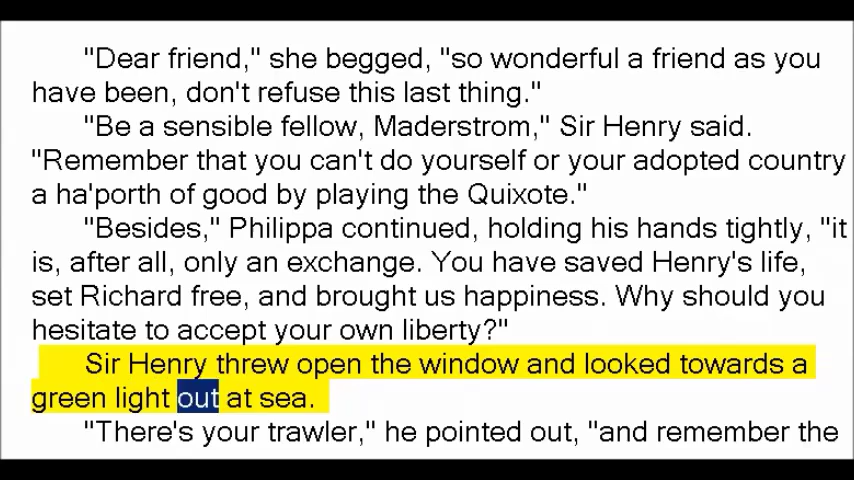 "Dear friend," she begged, "so wonderful a friend as you
have been, don't refuse this last thing."
"Be a sensible fellow, Maderstrom," Sir Henry said.
"Remember that you can't do yourself or your adopted country
a ha'porth of good by playing the Quixote."
"Besides," Philippa continued, holding his hands tightly, "it
is, after all, only an exchange. You have saved Henry's life,
set Richard free, and brought us happiness. Why should you
hesitate to accept your own liberty?"
Sir Henry threw open the window and looked towards a
green light out at sea.
"There's your trawler," he pointed out, "and remember the